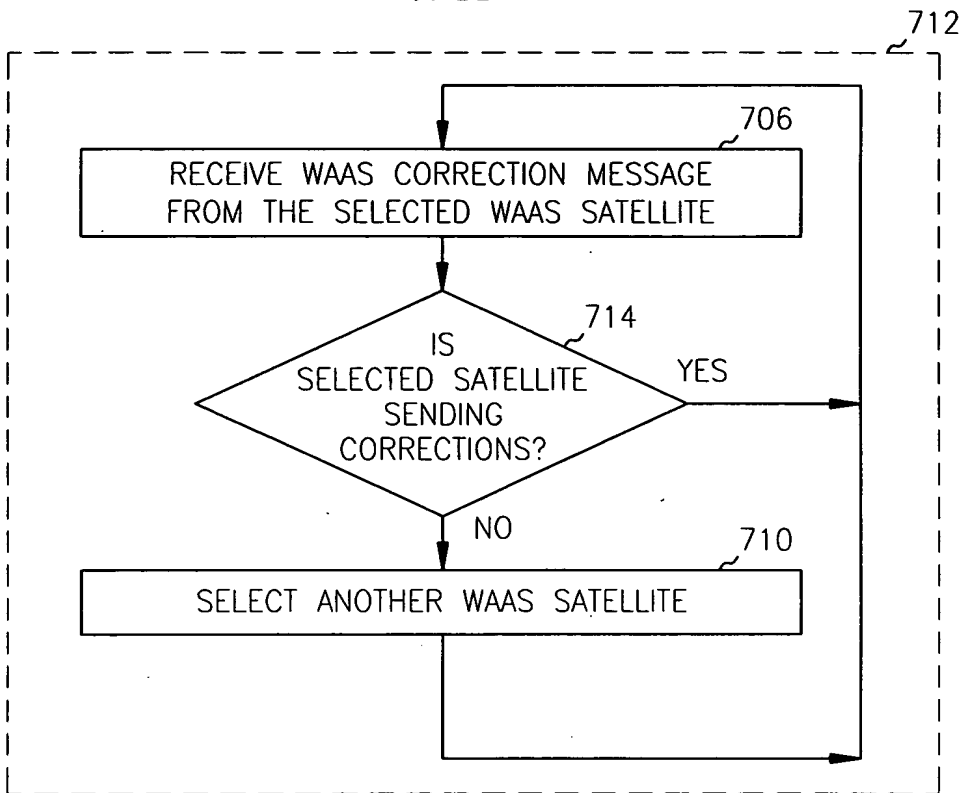 712
706
RECEIVE WAAS CORRECTION MESSAGE
FROM THE SELECTED WAAS SATELLITE
714
IS
SELECTED SATELLITE
SENDING
CORRECTIONS?
YES
NO
710
SELECT ANOTHER WAAS SATELLITE